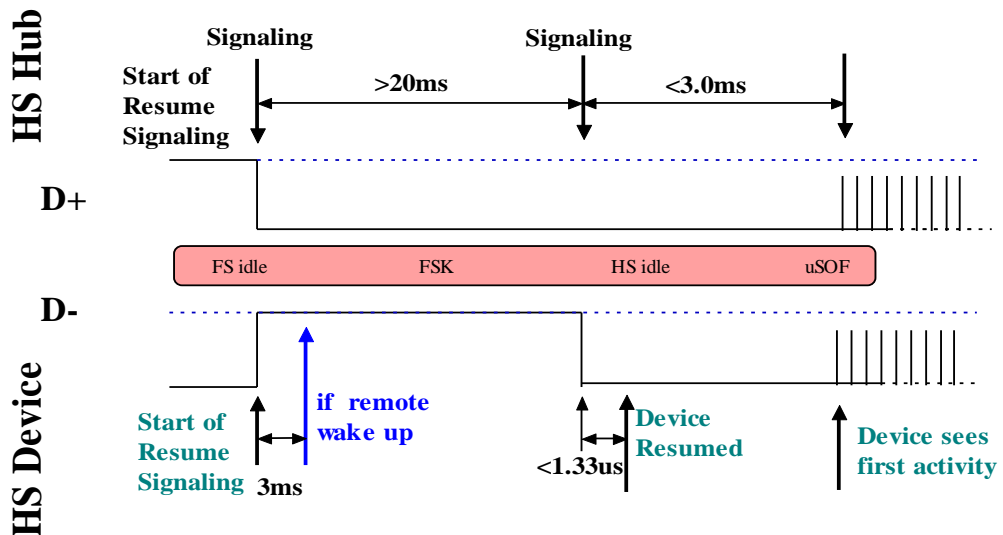 HS Hub
Signaling
Signaling
Start of
Resume
Signaling
>20ms
<3.0ms
D+
FS idle
FSK
HS idle
uSOF
D-
HS Device
Start of
Resume
Signaling
3ms
if remote
wake up
<1.33us
Device
Resumed
Device sees
first activity